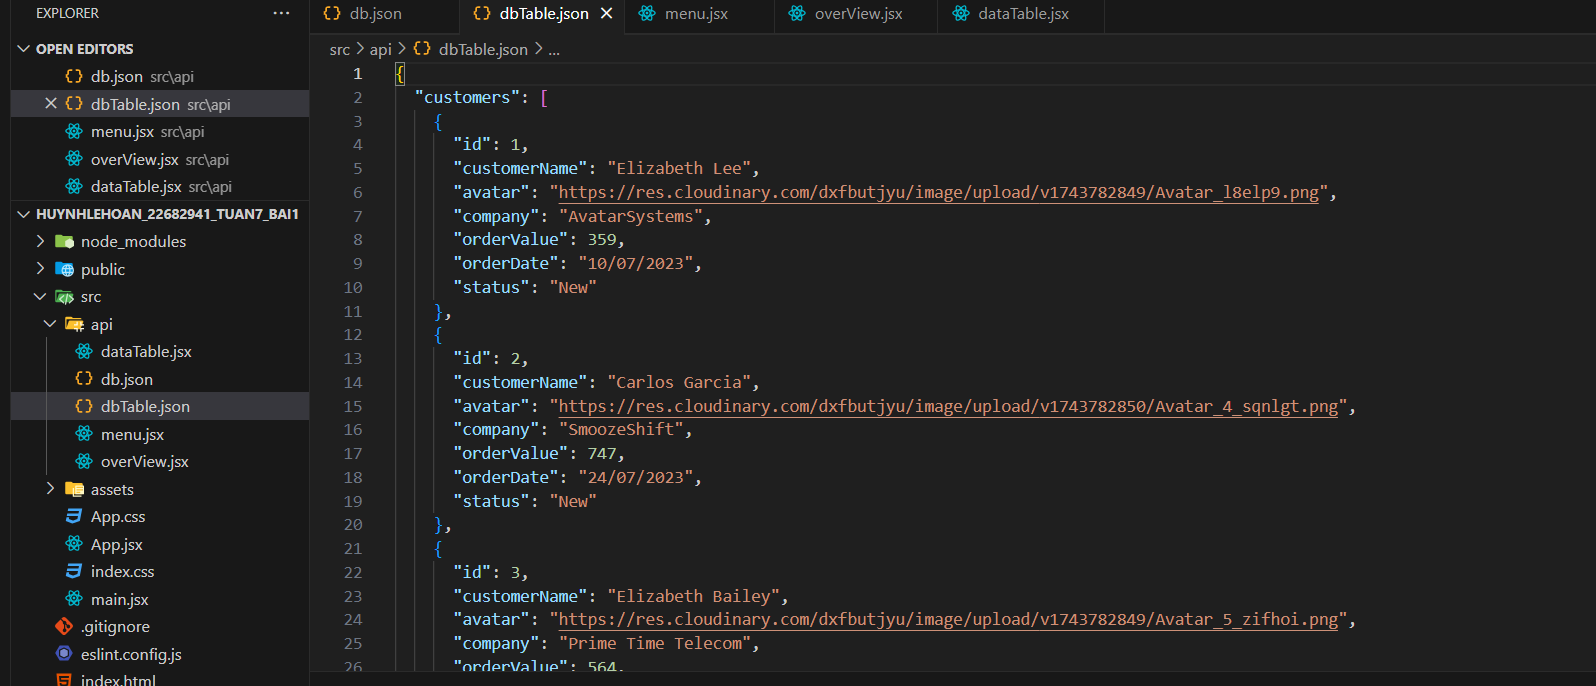 EXPLORER
OPEN EDITORS
db.json src\api
dbTable.json src\api
menu.jsx src\api
overView.jsx src\api
dataTable.jsx src\api
HUYNHLEHOAN_22682941_TUAN7_BAI1
node_modules
public
src
api
dataTable.jsx
db.json
dbTable.json
menu.jsx
overView.jsx
assets
App.css
App.jsx
index.css
main.jsx
.gitignore
eslint.config.js
index.html
db.json dbTable.json menu.jsx overView.jsx dataTable.jsx
src > api > {} dbTable.json > ...
1 {
2 "customers": [
3 {
4 "id": 1,
5 "customerName": "Elizabeth Lee",
6 "avatar": "https://res.cloudinary.com/dxfbutjyu/image/upload/v1743782849/Avatar_l8elp9.png",
7 "company": "AvatarSystems",
8 "orderValue": 359,
9 "orderDate": "10/07/2023",
10 "status": "New"
11 },
12 {
13 "id": 2,
14 "customerName": "Carlos Garcia",
15 "avatar": "https://res.cloudinary.com/dxfbutjyu/image/upload/v1743782850/Avatar_4_sqnlgt.png",
16 "company": "SmoozeShift",
17 "orderValue": 747,
18 "orderDate": "24/07/2023",
19 "status": "New"
20 },
21 {
22 "id": 3,
23 "customerName": "Elizabeth Bailey",
24 "avatar": "https://res.cloudinary.com/dxfbutjyu/image/upload/v1743782849/Avatar_5_zifhoi.png",
25 "company": "Prime Time Telecom",
26 "orderValue": 564,